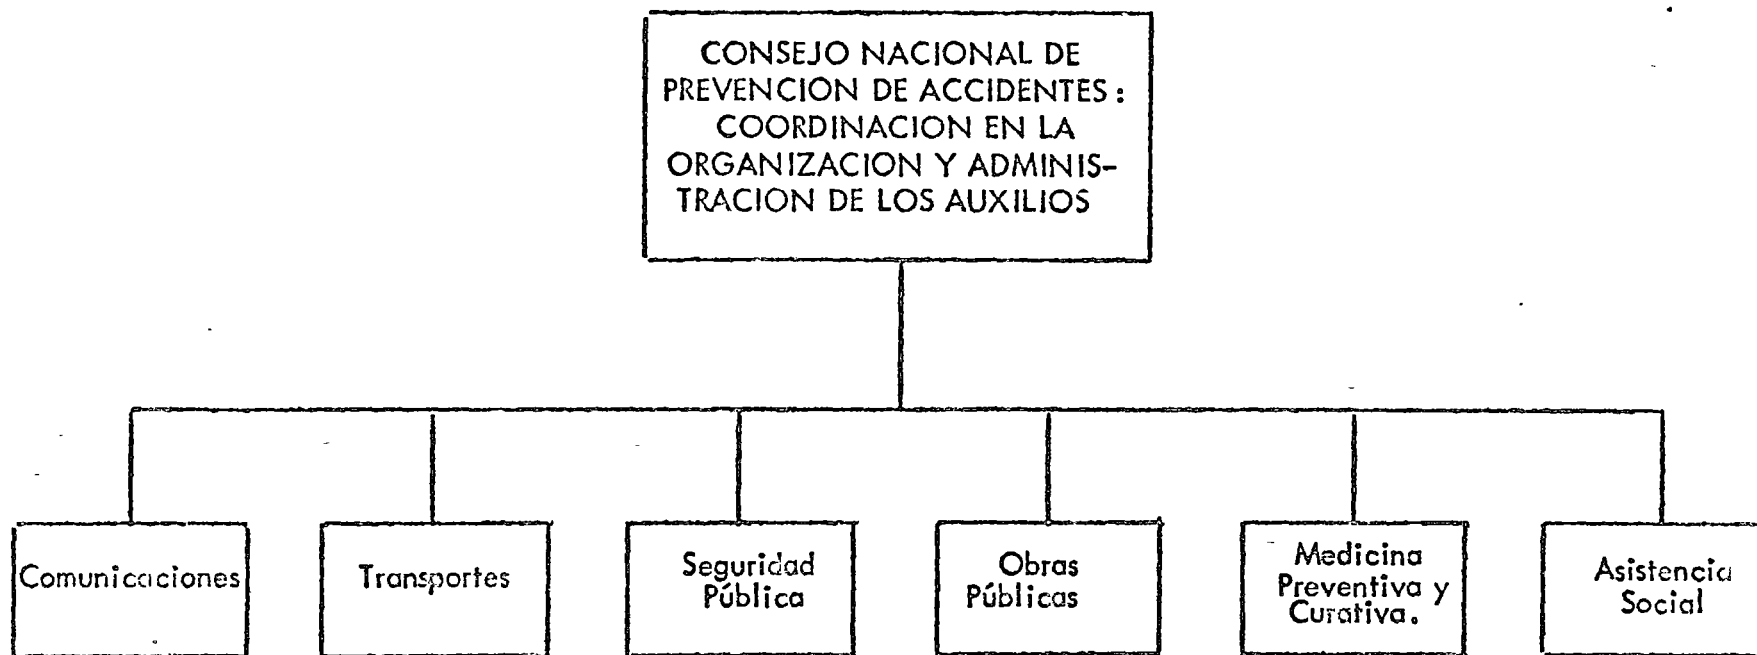 CONSEJO NACIONAL DE
PREVENCION DE ACCIDENTES :
COORDINACION EN LA
ORGANIZACION Y ADMINIS-
TRACION DE LOS AUXILIOS
Comunicaciones
Transportes
Seguridad
Pública
Obras
Públicas
Medicina
Preventiva y
Curativa.
Asistencia
Social